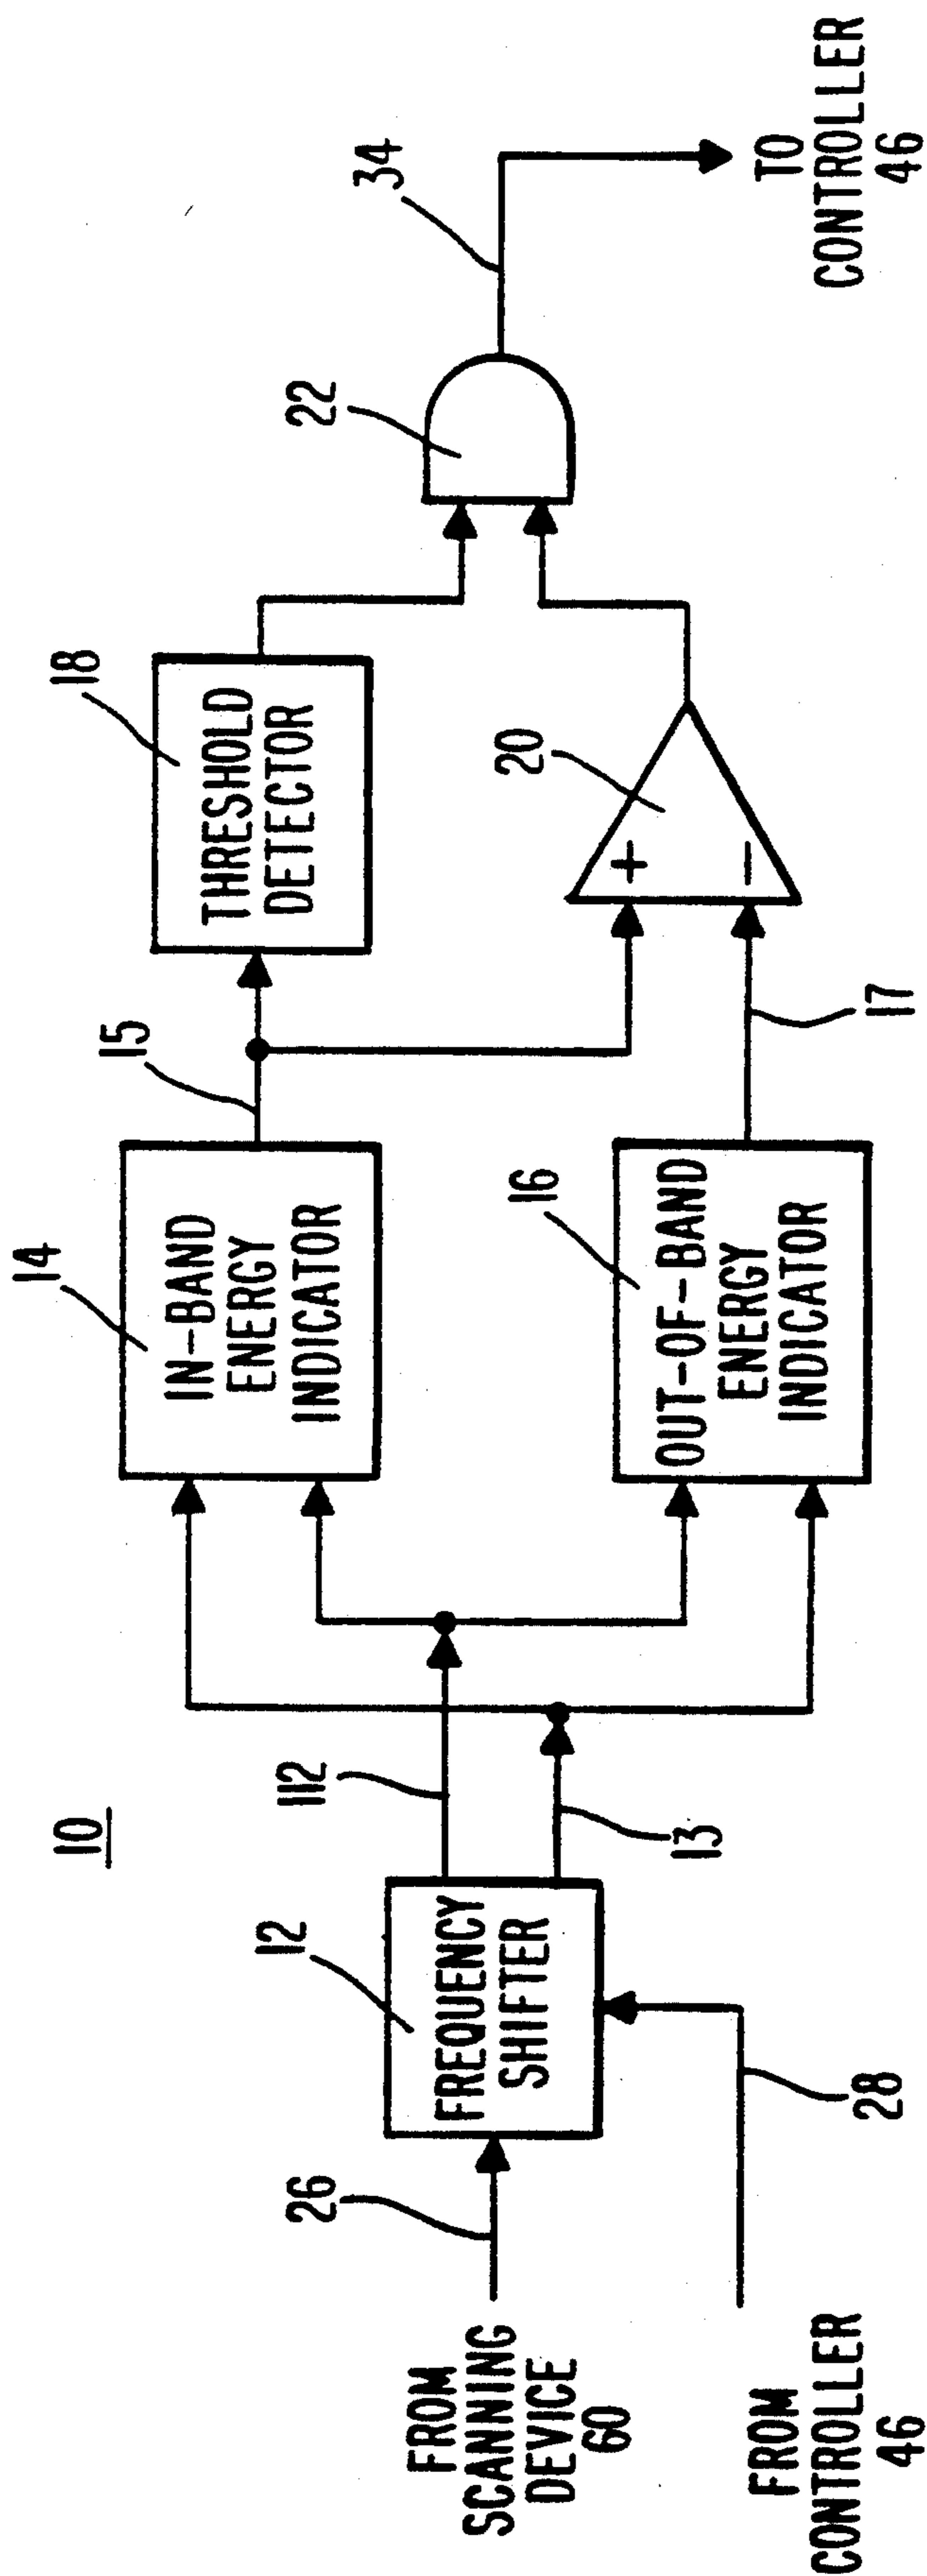 10
FROM
SCANNING
DEVICE
60
26
FROM
CONTROLLER
46
28
12
FREQUENCY
SHIFTER
112
13
14
IN-BAND
ENERGY
INDICATOR
15
16
OUT-OF-BAND
ENERGY
INDICATOR
17
18
THRESHOLD
DETECTOR
20
+
-
22
34
TO
CONTROLLER
46